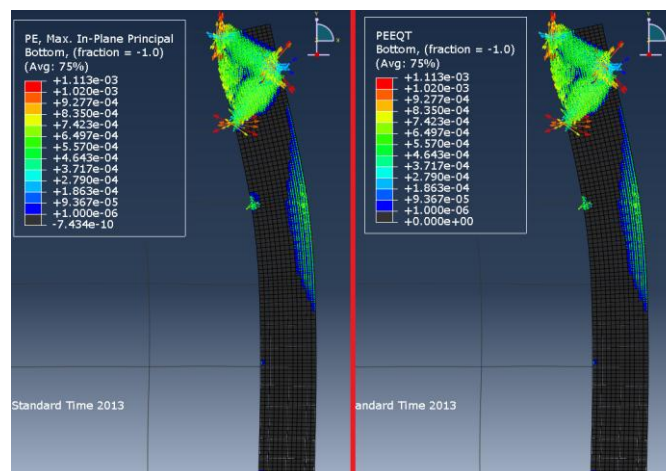 PE, Max. In-Plane Principal
Bottom, (fraction = -1.0)
(Avg: 75%)
+1.113e-03
+1.020e-03
+9.277e-04
+8.350e-04
+7.423e-04
+6.497e-04
+5.570e-04
+4.643e-04
+3.717e-04
+2.790e-04
+1.863e-04
+9.367e-05
+1.000e-06
-7.434e-10
Standard Time 2013
PEEQT
Bottom, (fraction = -1.0)
(Avg: 75%)
+1.113e-03
+1.020e-03
+9.277e-04
+8.350e-04
+7.423e-04
+6.497e-04
+5.570e-04
+4.643e-04
+3.717e-04
+2.790e-04
+1.863e-04
+9.367e-05
+1.000e-06
+0.000e+00
andard Time 2013